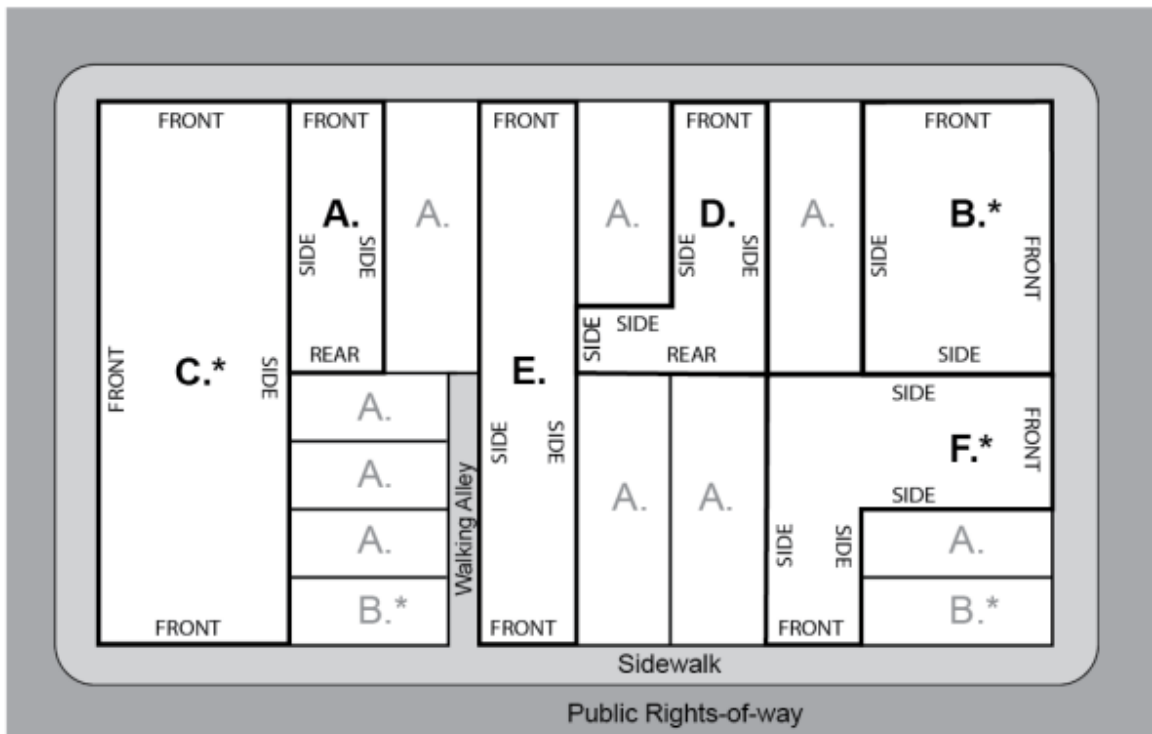 FRONT FRONT FRONT FRONT FRONT
A. A. A. D. A. B.*
SIDE SIDE SIDE SIDE SIDE FRONT
SIDE SIDE
REAR REAR SIDE
C.* E.
FRONT SIDE
SIDE FRONT
A. F.*
SIDE SIDE
A. A. A. SIDE
Walking Alley
A. SIDE SIDE A.
B.* B.*
FRONT FRONT FRONT
Sidewalk
Public Rights-of-way